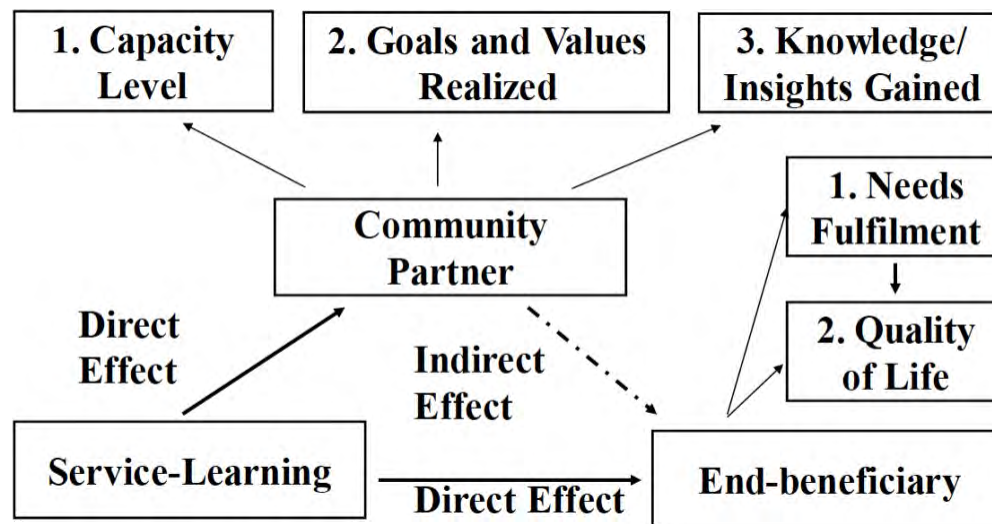 1. Capacity
Level
2. Goals and Values
Realized
3. Knowledge/
Insights Gained
1. Needs
Fulfilment
Community
Partner
2. Quality
of Life
Direct
Effect
Indirect
Effect
Service-Learning
Direct Effect
End-beneficiary